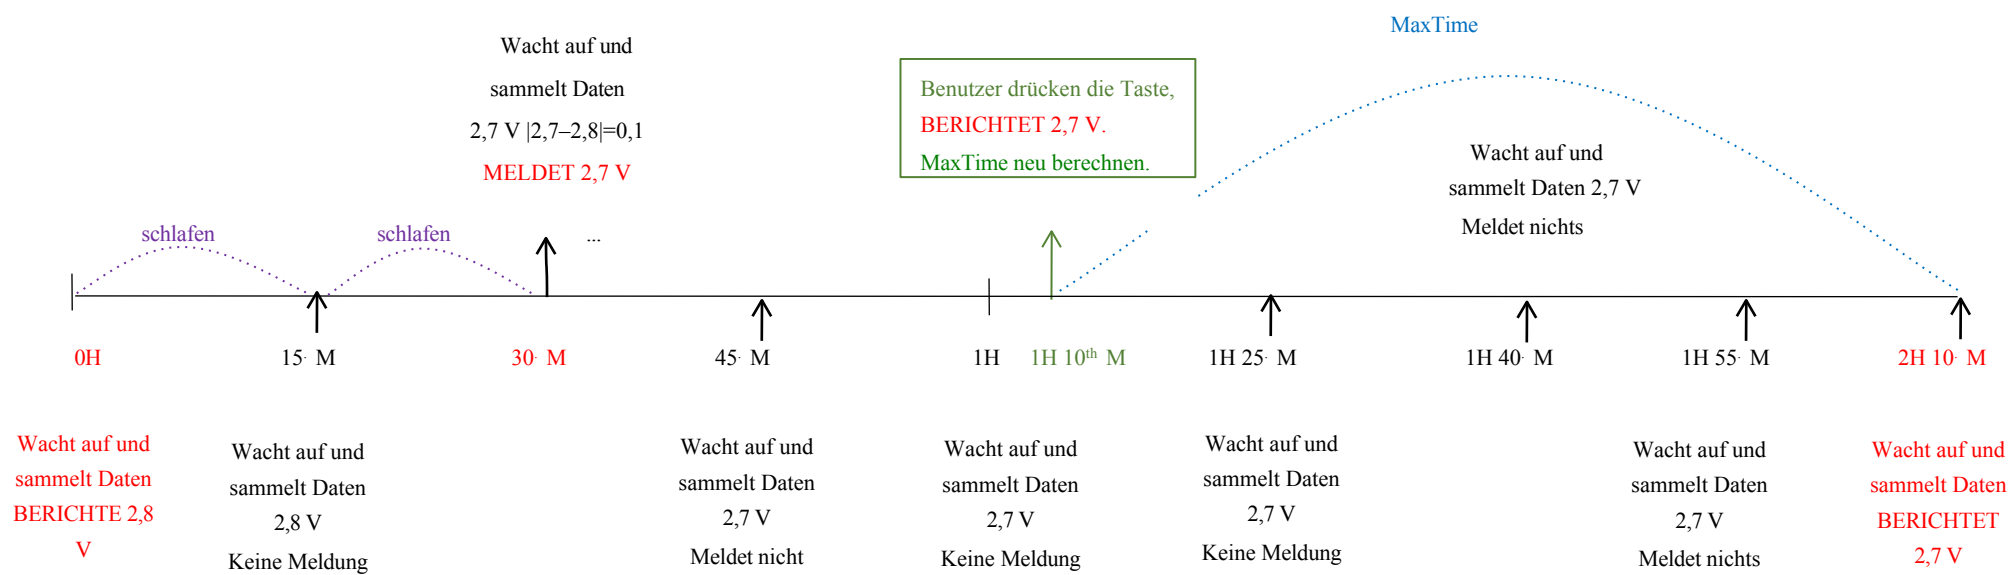 MaxTime
Wacht auf und
sammelt Daten
2,7 V |2,7–2,8|=0,1
MELDET 2,7 V
Benutzer drücken die Taste,
BERICHTET 2,7 V.
MaxTime neu berechnen.
Wacht auf und
sammelt Daten 2,7 V
Meldet nichts
schlafen
schlafen
...
0H
15. M
30. M
45. M
1H
1H 10th M
1H 25. M
1H 40. M
1H 55. M
2H 10. M
Wacht auf und
sammelt Daten
BERICHTE 2,8
V
Wacht auf und
sammelt Daten
2,8 V
Keine Meldung
Wacht auf und
sammelt Daten
2,7 V
Meldet nicht
Wacht auf und
sammelt Daten
2,7 V
Keine Meldung
Wacht auf und
sammelt Daten
2,7 V
Keine Meldung
Wacht auf und
sammelt Daten
2,7 V
Meldet nichts
Wacht auf und
sammelt Daten
BERICHTET
2,7 V